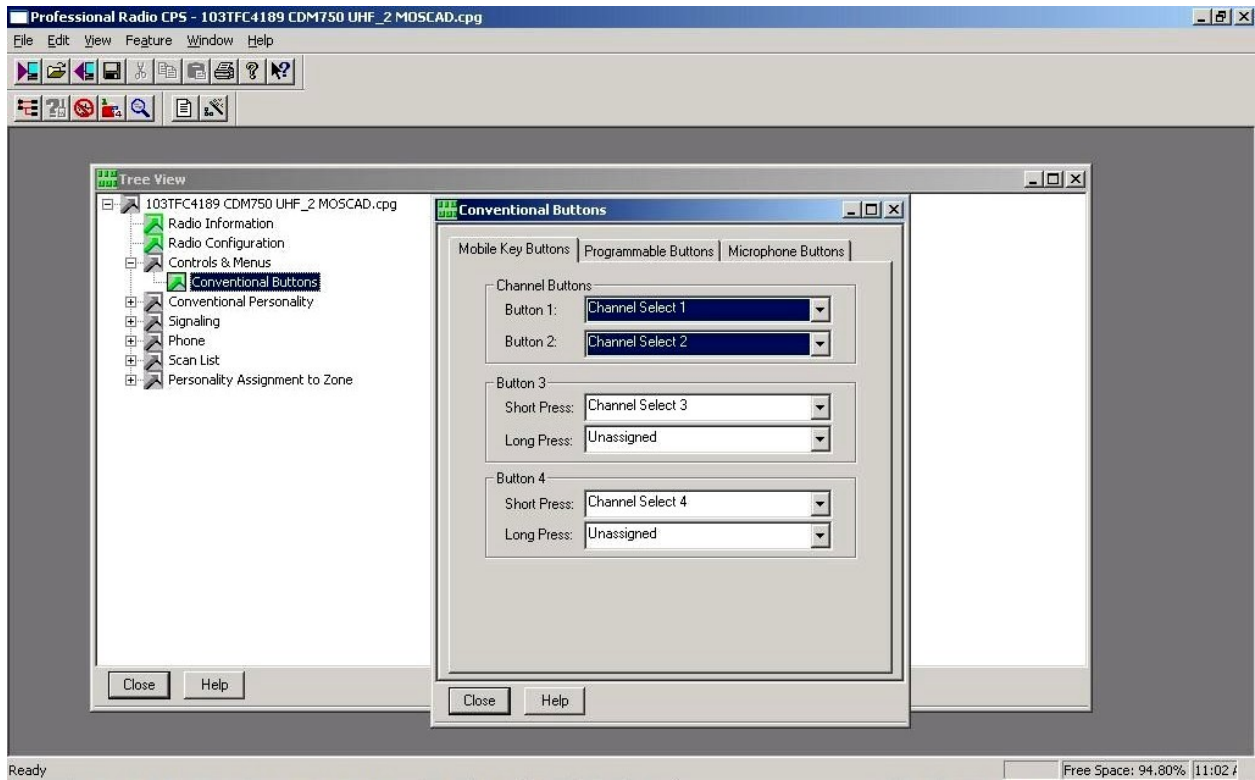 Professional Radio CPS - 103TFC4189 CDM750 UHF_2 MOSCAD.cpg
File Edit View Feature Window Help
Tree View
103TFC4189 CDM750 UHF_2 MOSCAD.cpg
Radio Information
Radio Configuration
Controls & Menus
Conventional Buttons
Conventional Personality
Signaling
Phone
Scan List
Personality Assignment to Zone
Close Help
Conventional Buttons
Mobile Key Buttons Programmable Buttons Microphone Buttons
Channel Buttons
Button 1: Channel Select 1
Button 2: Channel Select 2
Button 3
Short Press: Channel Select 3
Long Press: Unassigned
Button 4
Short Press: Channel Select 4
Long Press: Unassigned
Close Help
Ready Free Space: 94.80% 11:02